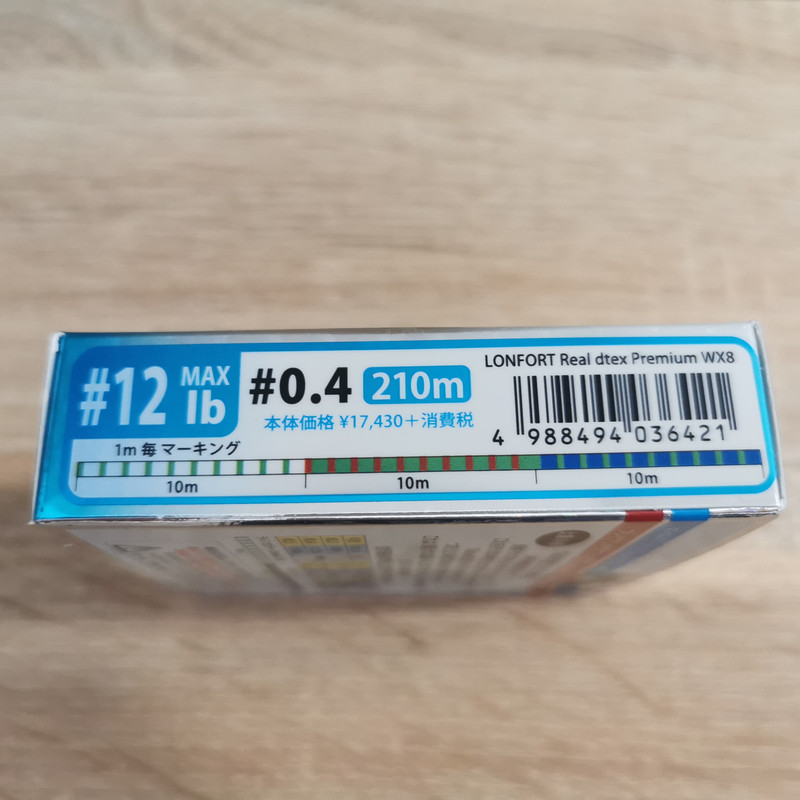 #12 MAX lb
#0.4 210m
本体価格 ¥17,430＋消費税
LONFORT Real dtex Premium WX8
4 988494 036421
1m 毎 マーキング
10m 10m 10m